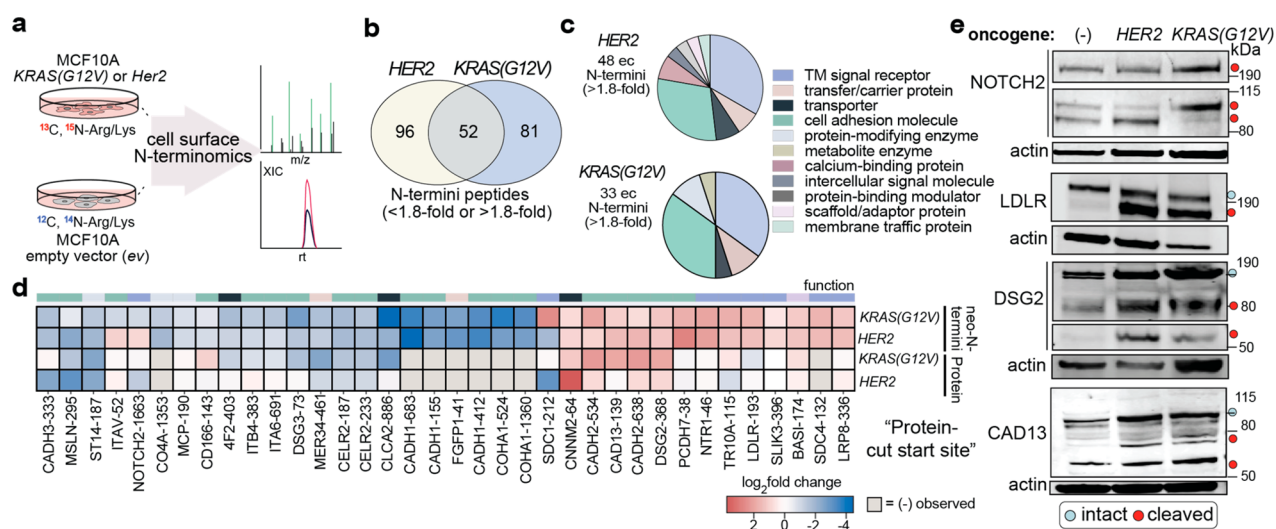 a
MCF10A
KRAS(G12V) or Her2
13C, 15N-Arg/Lys
12C, 14N-Arg/Lys
MCF10A
empty vector (ev)
cell surface
N-terminomics
m/z
XIC
rt
b
HER2 KRAS(G12V)
96 52 81
N-termini peptides
(<1.8-fold or >1.8-fold)
c
HER2
48 ec
N-termini
(>1.8-fold)
KRAS(G12V)
33 ec
N-termini
(>1.8-fold)
TM signal receptor
transfer/carrier protein
transporter
cell adhesion molecule
protein-modifying enzyme
metabolite enzyme
calcium-binding protein
intercellular signal molecule
protein-binding modulator
scaffold/adaptor protein
membrane traffic protein
d
function
KRAS(G12V)
HER2
KRAS(G12V)
HER2
neo-N-
termini
Protein
CADH3-333
MSLN-295
ST14-187
ITAV-52
NOTCH2-1663
CO4A-1353
MCP-190
CD166-143
4F2-403
ITB4-383
ITA6-691
DSG3-73
MER34-461
CELR2-187
CELR2-233
CLCA2-886
CADH1-683
CADH1-155
FGFP1-41
CADH1-412
COHA1-524
COHA1-1360
SDC1-212
CNNM2-64
CADH2-534
CAD13-139
CADH2-638
DSG2-368
PCDH7-38
NTR1-46
TR10A-115
LDLR-193
SLIK3-396
BASI-174
SDC4-132
LRP8-336
“Protein-
cut start site”
log2fold change
2 0 -2 -4
= (-) observed
e
oncogene: (-) HER2 KRAS(G12V)
kDa
NOTCH2
190
115
80
actin
LDLR
190
actin
DSG2
190
80
50
actin
CAD13
115
80
50
actin
intact cleaved